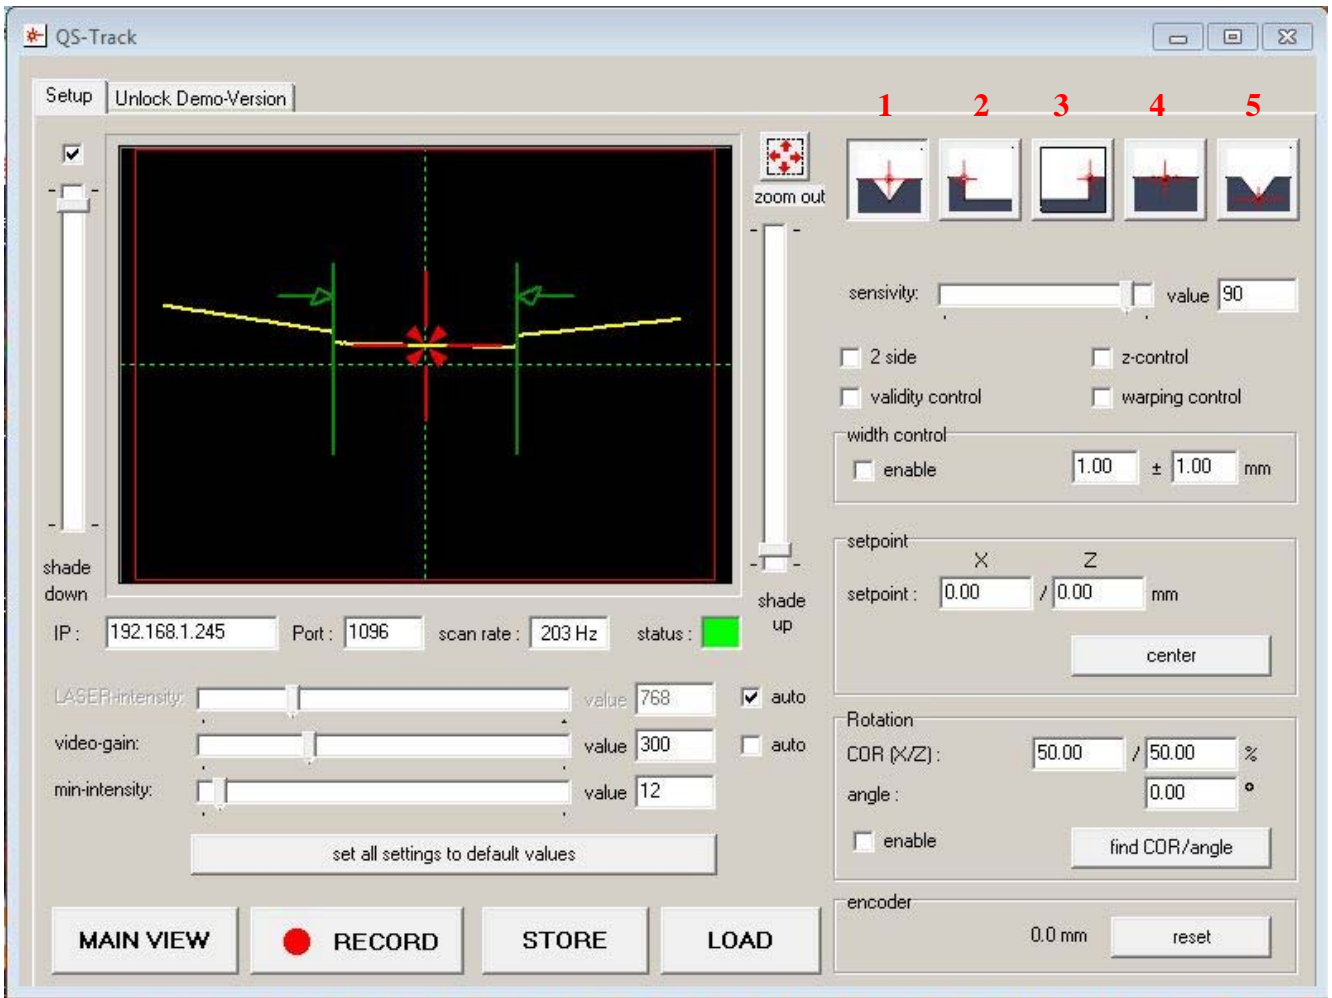 QS-Track
Setup
Unlock Demo-Version
1 2 3 4 5
zoom out
sensivity:
value 90
2 side
z-control
validity control
warping control
width control
enable
1.00 ± 1.00 mm
setpoint
X Z
setpoint : 0.00 / 0.00 mm
center
shade
down
shade
up
IP : 192.168.1.245 Port : 1096 scan rate : 203 Hz status :
LASER-intensity: value 768 auto
video-gain: value 300 auto
min-intensity: value 12
set all settings to default values
Rotation
COR (X/Z) : 50.00 / 50.00 %
angle : 0.00 °
enable
find COR/angle
encoder
0.0 mm reset
MAIN VIEW RECORD STORE LOAD